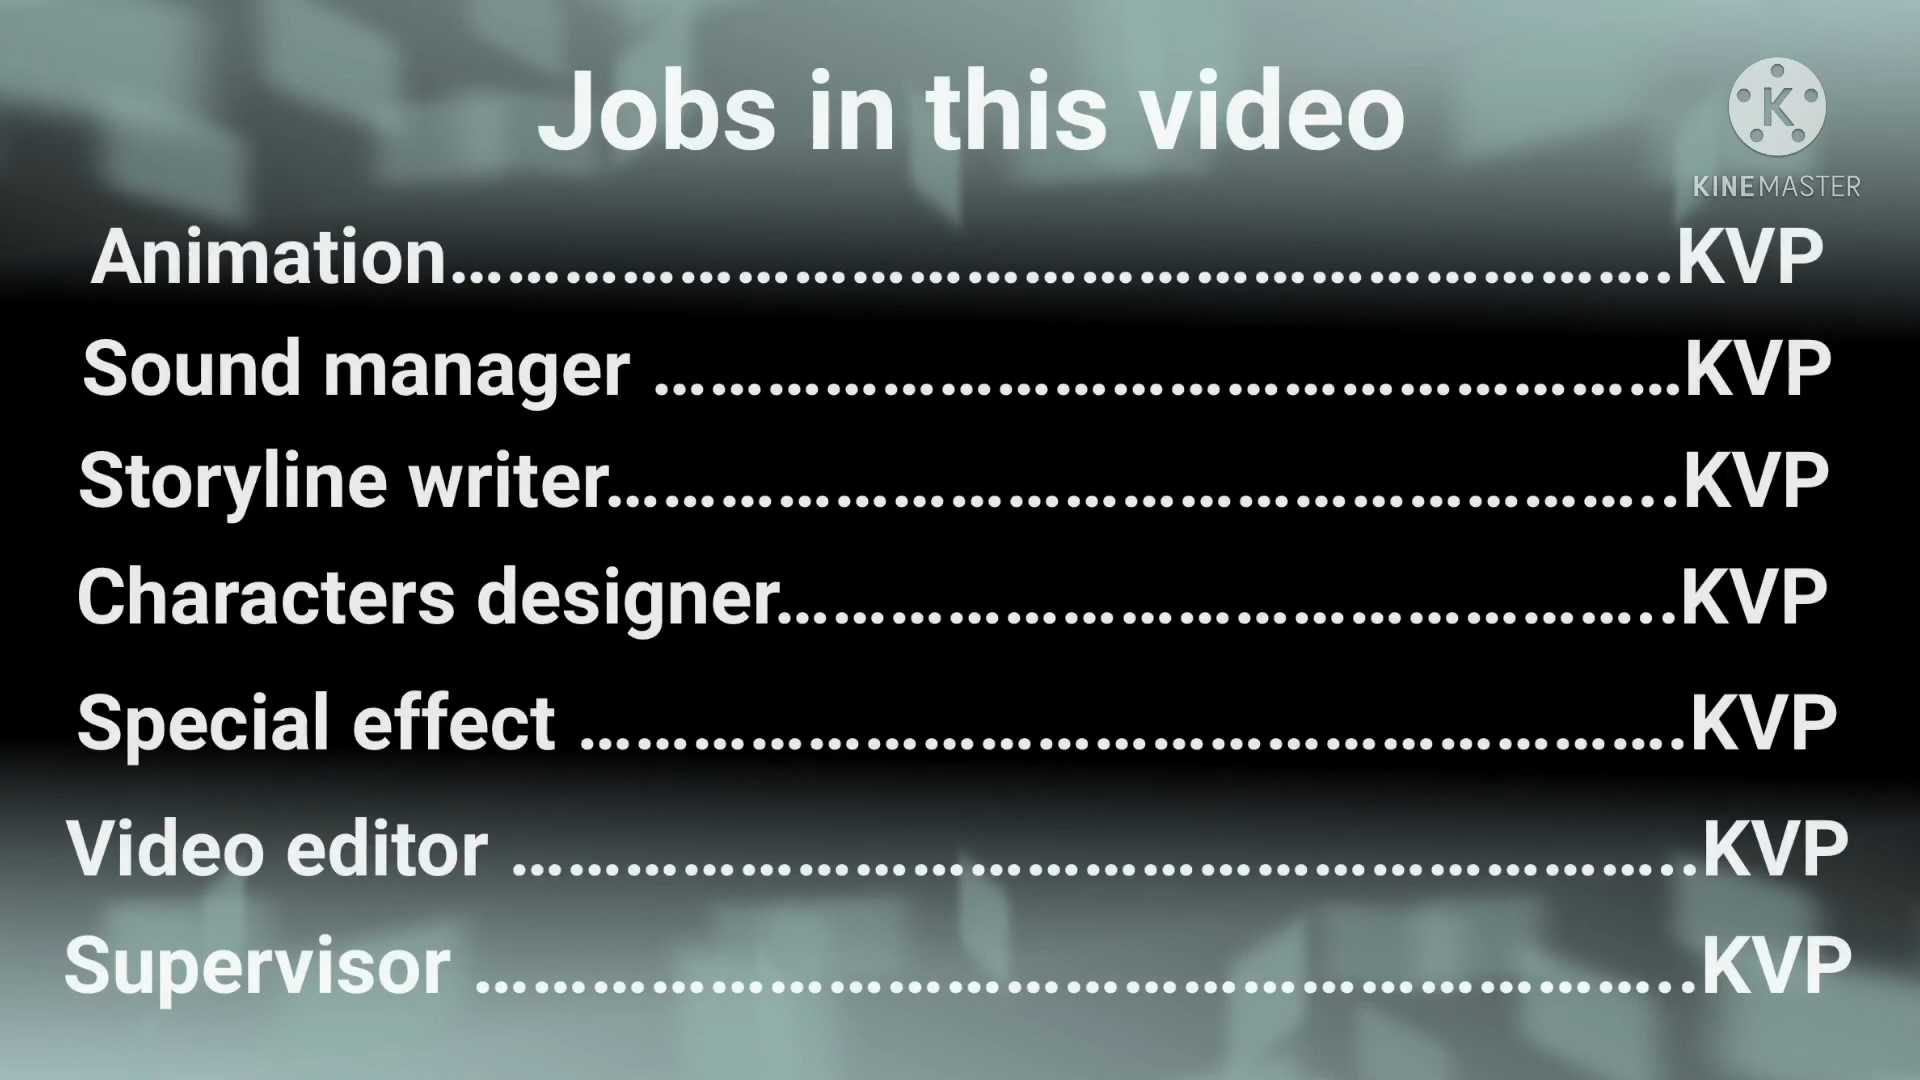 Jobs in this video
K
KINEMASTER
Animation.............................................................KVP
Sound manager ......................................................KVP
Storyline writer........................................................KVP
Characters designer...............................................KVP
Special effect ..........................................................KVP
Video editor ..............................................................KVP
Supervisor ................................................................KVP